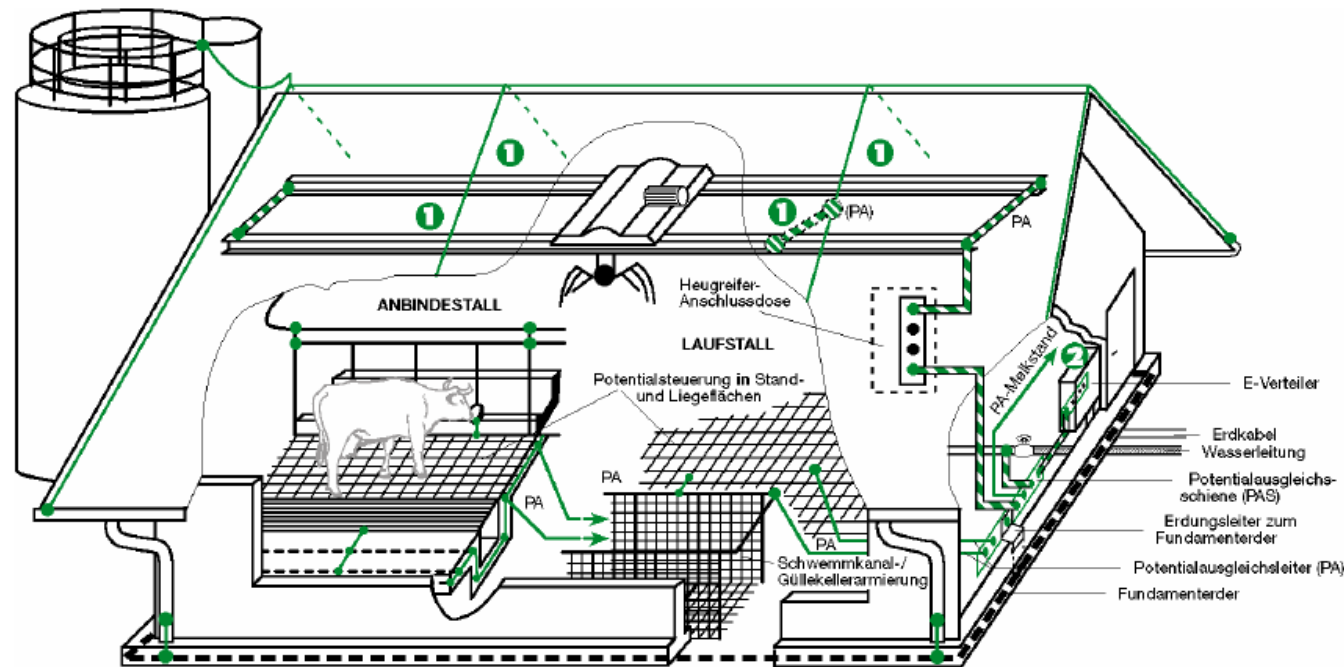 1
1
1
1
(PA)
PA
Heugreifer-
Anschlussdose
ANBINDESTALL
LAUFSTALL
PA-Melkstand
2
E-Verteiler
Potentialsteuerung in Stand-
und Liegeflächen
Erdkabel
Wasserleitung
PA
PA
Potentialausgleichs-
schiene (PAS)
Erdungsleiter zum
Fundamenterder
PA
Schwemmkanal-/
Güllekellerarmierung
Potentialausgleichsleiter (PA)
Fundamenterder